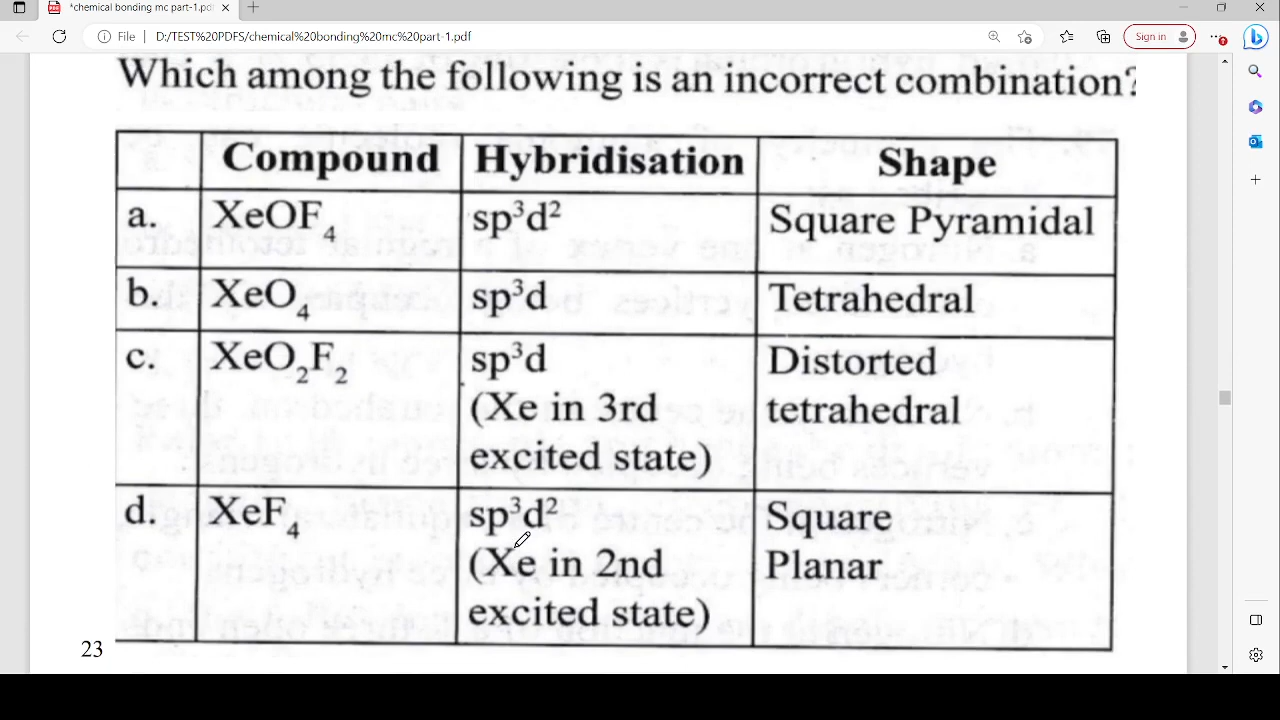 *chemical bonding mc part-1.pd
File D:/TEST%20PDFS/chemical%20bonding%20mc%20part-1.pdf Sign in
Which among the following is an incorrect combination?
Compound Hybridisation Shape
a. XeOF₄ sp³d² Square Pyramidal
b. XeO₄ sp³d Tetrahedral
c. XeO₂F₂ sp³d Distorted
(Xe in 3rd tetrahedral
excited state)
d. XeF₄ sp³d² Square
(Xe in 2nd Planar
excited state)
23